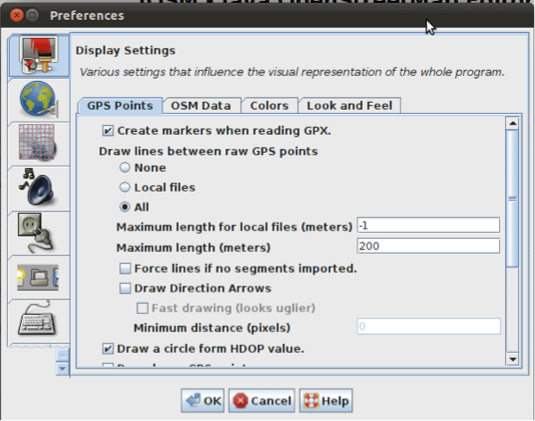 Preferences
Display Settings
Various settings that influence the visual representation of the whole program.
GPS Points OSM Data Colors Look and Feel
Create markers when reading GPX.
Draw lines between raw GPS points
None
Local files
All
Maximum length for local files (meters) -1
Maximum length (meters) 200
Force lines if no segments imported.
Draw Direction Arrows
Fast drawing (looks uglier)
Minimum distance (pixels) 0
Draw a circle form HDOP value.
OK Cancel Help